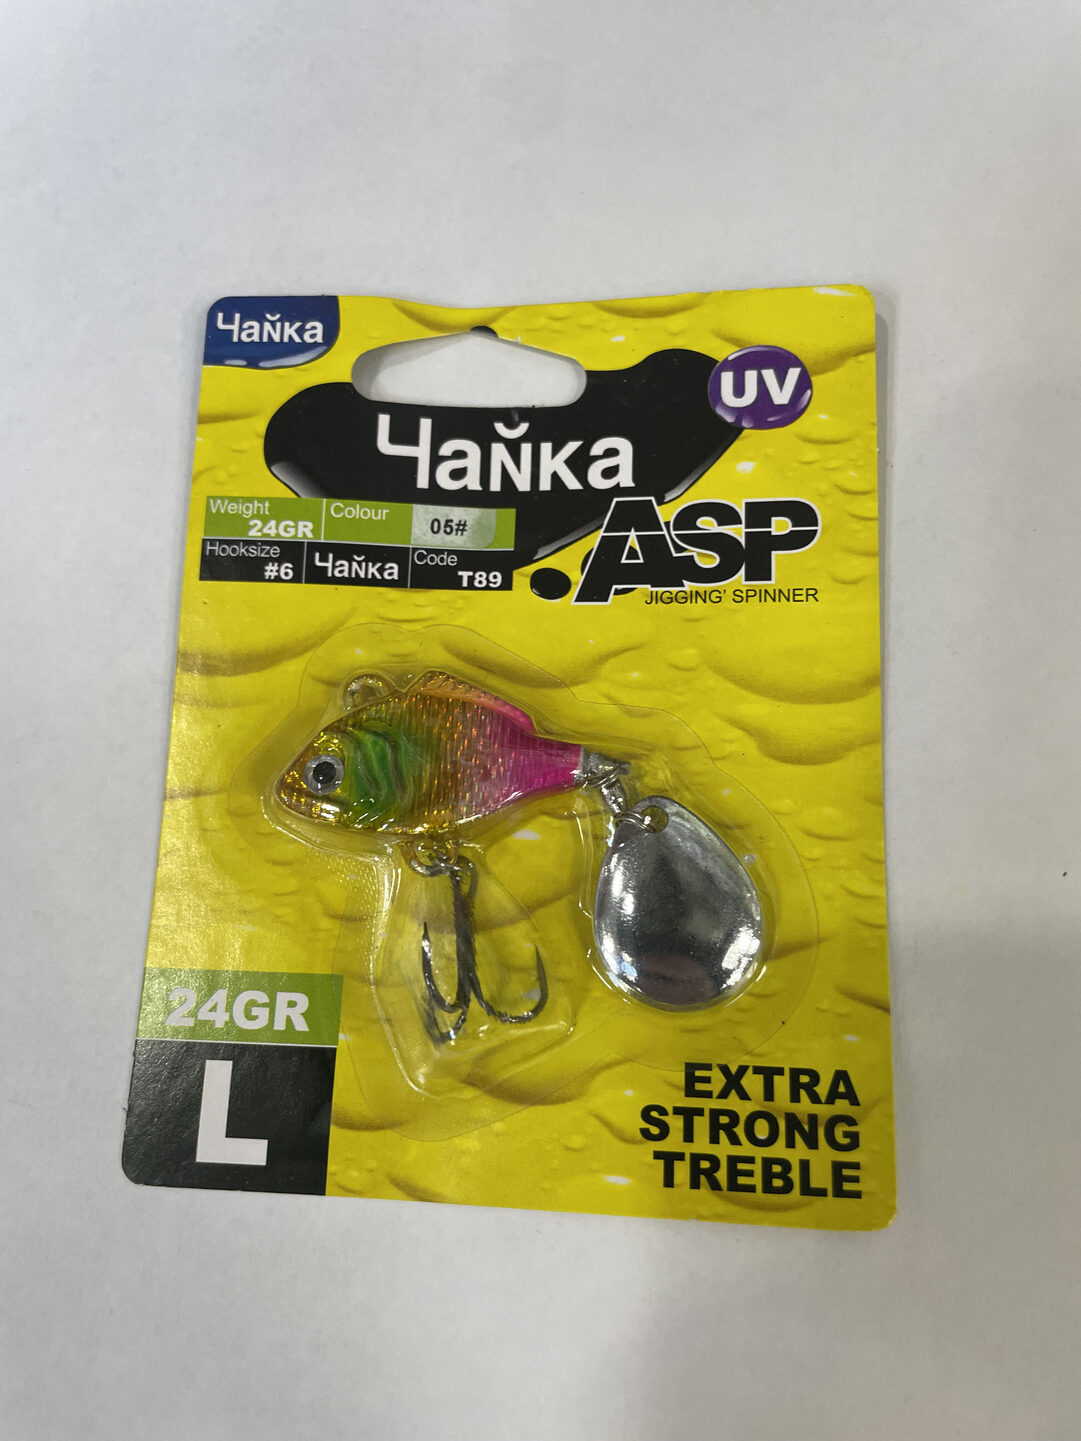 Чайка
UV
Чайка
Weight 24GR Colour 05#
Hooksize #6 Чайка Code T89
.ASP
JIGGING' SPINNER
24GR
L
EXTRA
STRONG
TREBLE